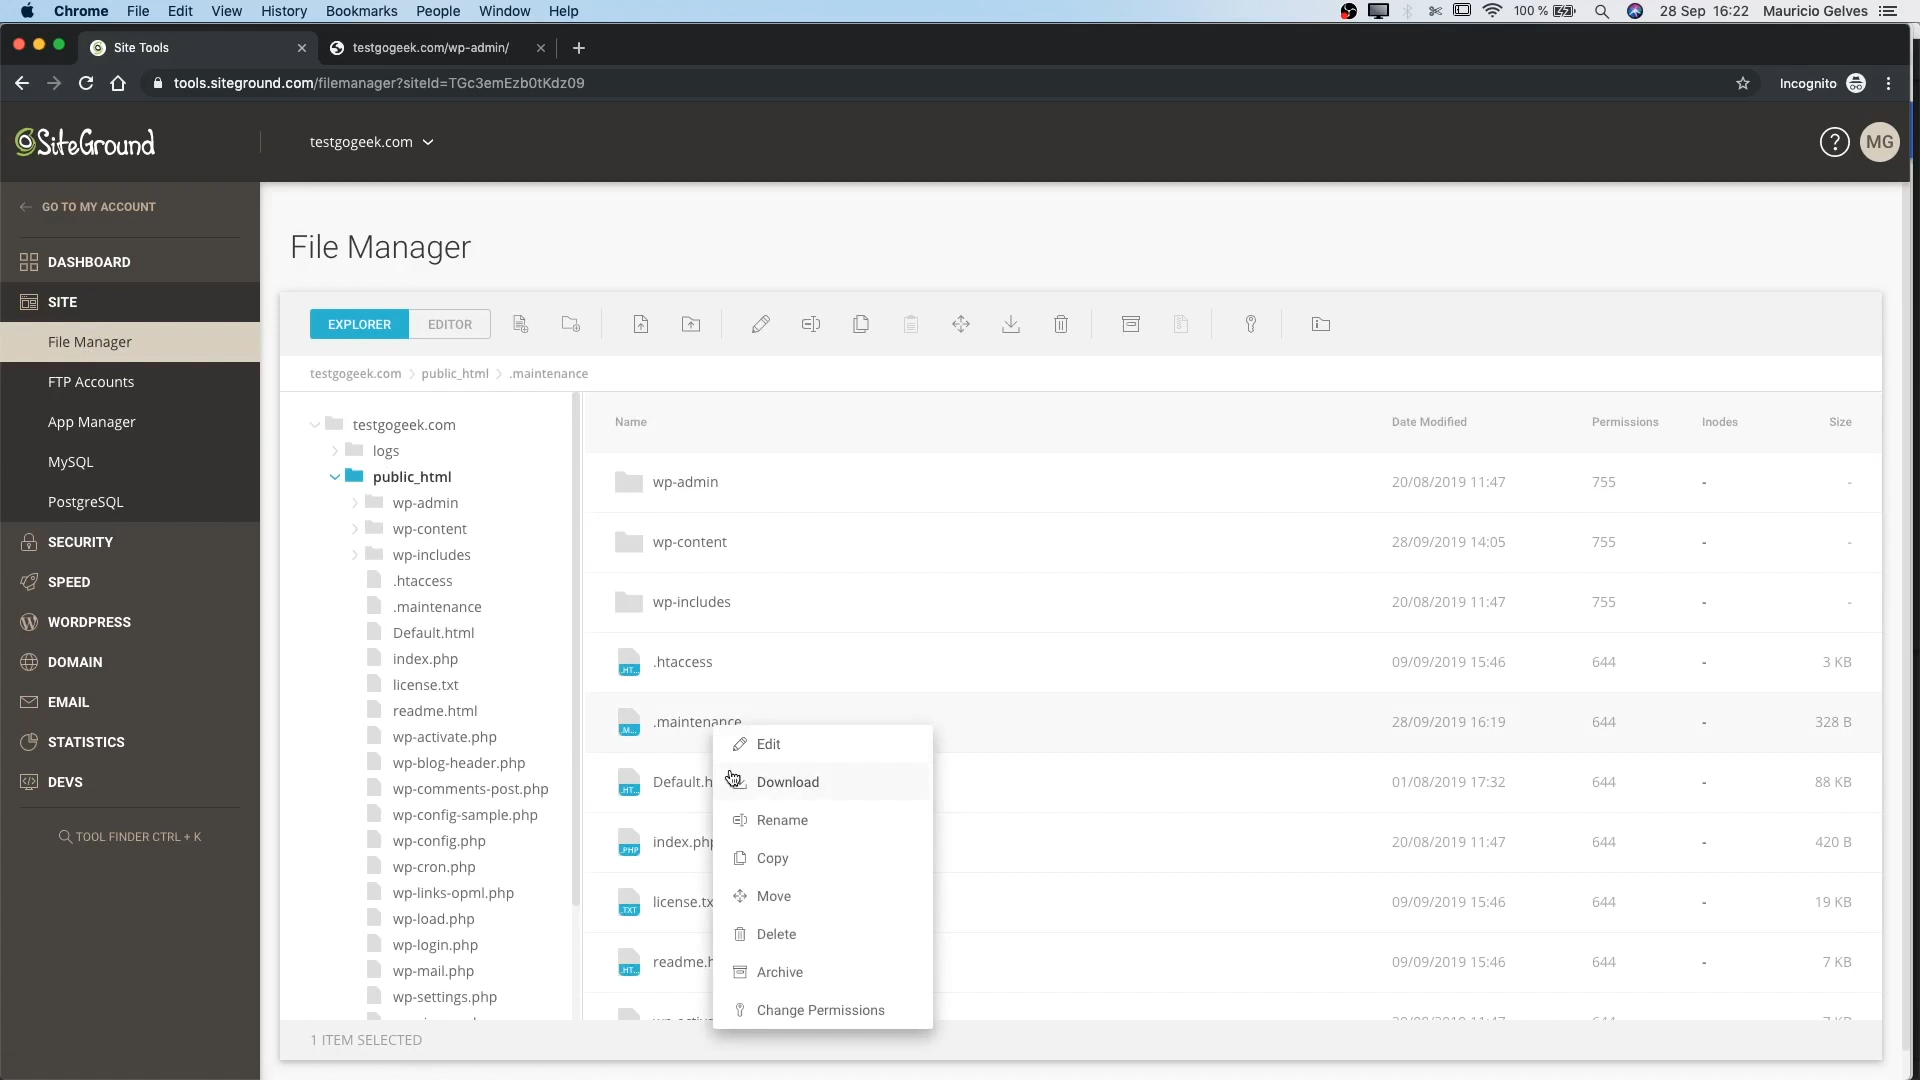 Chrome File Edit View History Bookmarks People Window Help 100 % 28 Sep 16:22 Mauricio Gelves
Site Tools testgogeek.com/wp-admin/
tools.siteground.com/filemanager?siteId=TGc3emEzb0tKdz09 Incognito
SiteGround testgogeek.com ? MG
GO TO MY ACCOUNT
DASHBOARD
SITE
File Manager
FTP Accounts
App Manager
MySQL
PostgreSQL
SECURITY
SPEED
WORDPRESS
DOMAIN
EMAIL
STATISTICS
DEVS
TOOL FINDER CTRL + K
File Manager
EXPLORER EDITOR
testgogeek.com > public_html > .maintenance
testgogeek.com
logs
public_html
wp-admin
wp-content
wp-includes
.htaccess
.maintenance
Default.html
index.php
license.txt
readme.html
wp-activate.php
wp-blog-header.php
wp-comments-post.php
wp-config-sample.php
wp-config.php
wp-cron.php
wp-links-opml.php
wp-load.php
wp-login.php
wp-mail.php
wp-settings.php
Name Date Modified Permissions Inodes Size
wp-admin 20/08/2019 11:47 755 - -
wp-content 28/09/2019 14:05 755 - -
wp-includes 20/08/2019 11:47 755 - -
.HT... .htaccess 09/09/2019 15:46 644 - 3 KB
.M... .maintenance 28/09/2019 16:19 644 - 328 B
.HT... Default.h 01/08/2019 17:32 644 - 88 KB
.PHP index.php 20/08/2019 11:47 644 - 420 B
.TXT license.tx 09/09/2019 15:46 644 - 19 KB
.HT... readme.h 09/09/2019 15:46 644 - 7 KB
Edit
Download
Rename
Copy
Move
Delete
Archive
Change Permissions
1 ITEM SELECTED